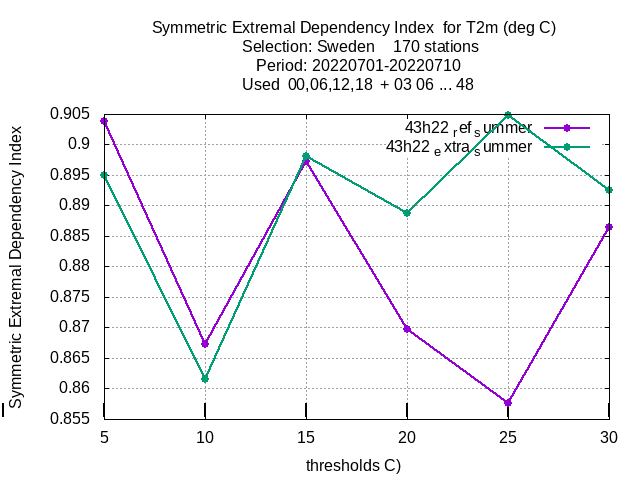 Symmetric Extremal Dependency Index for T2m (deg C)
Selection: Sweden 170 stations
Period: 20220701-20220710
Used 00,06,12,18 + 03 06 ... 48
43h22 ref summer
43h22 extra summer
Symmetric Extremal Dependency Index
0.905
0.9
0.895
0.89
0.885
0.88
0.875
0.87
0.865
0.86
0.855
5 10 15 20 25 30
thresholds C)